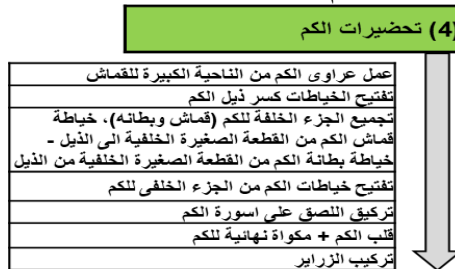 (4) تحضيرات الكم
عمل عراوى الكم من الناحية الكبيرة للقماش
تفتيح الخياطات كسر ذيل الكم
تجميع الجزء الخلفة للكم (قماش وبطانه)، خياطة
قماش الكم من القطعة الصغيرة الخلفية الى الذيل -
خياطة بطانة الكم من القطعة الصغيرة الخلفية من الذيل
تفتيح خياطات الكم من الجزء الخلفى للكم
تركيق اللصق على اسورة الكم
قلب الكم + مكواة نهائية للكم
تركيب الزراير